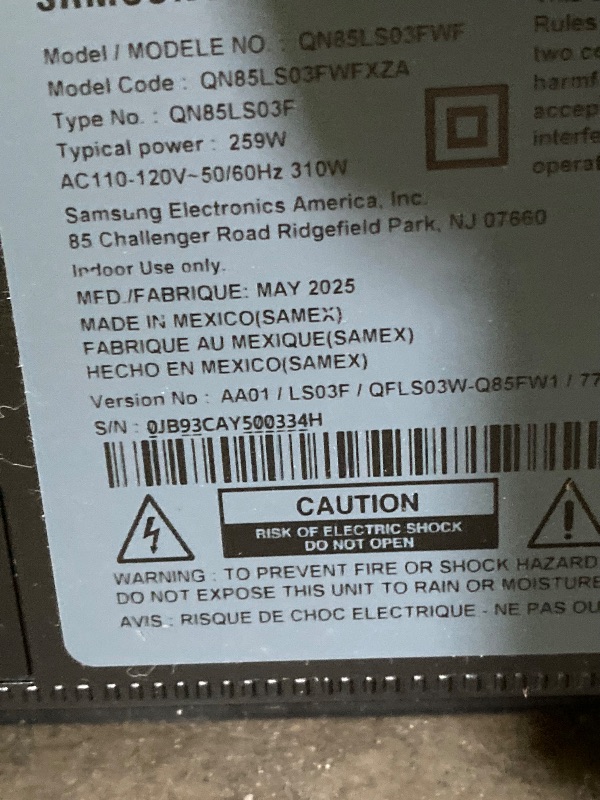 SAMSUNG
Model / MODELE NO. : QN85LS03FWF
Model Code : QN85LS03FWFXZA
Type No. : QN85LS03F
Typical power : 259W
AC110-120V~50/60Hz 310W
Samsung Electronics America, Inc.
85 Challenger Road Ridgefield Park, NJ 07660
Indoor Use only.
MFD./FABRIQUE: MAY 2025
MADE IN MEXICO(SAMEX)
FABRIQUE AU MEXIQUE(SAMEX)
HECHO EN MEXICO(SAMEX)
Version No : AA01 / LS03F / QFLS03W-Q85FW1 / 77
S/N : 0JB93CAY500334H
CAUTION
RISK OF ELECTRIC SHOCK
DO NOT OPEN
WARNING : TO PREVENT FIRE OR SHOCK HAZARD
DO NOT EXPOSE THIS UNIT TO RAIN OR MOISTURE
AVIS : RISQUE DE CHOC ELECTRIQUE - NE PAS OU
Rules
two co
harmf
accep
interfe
operat